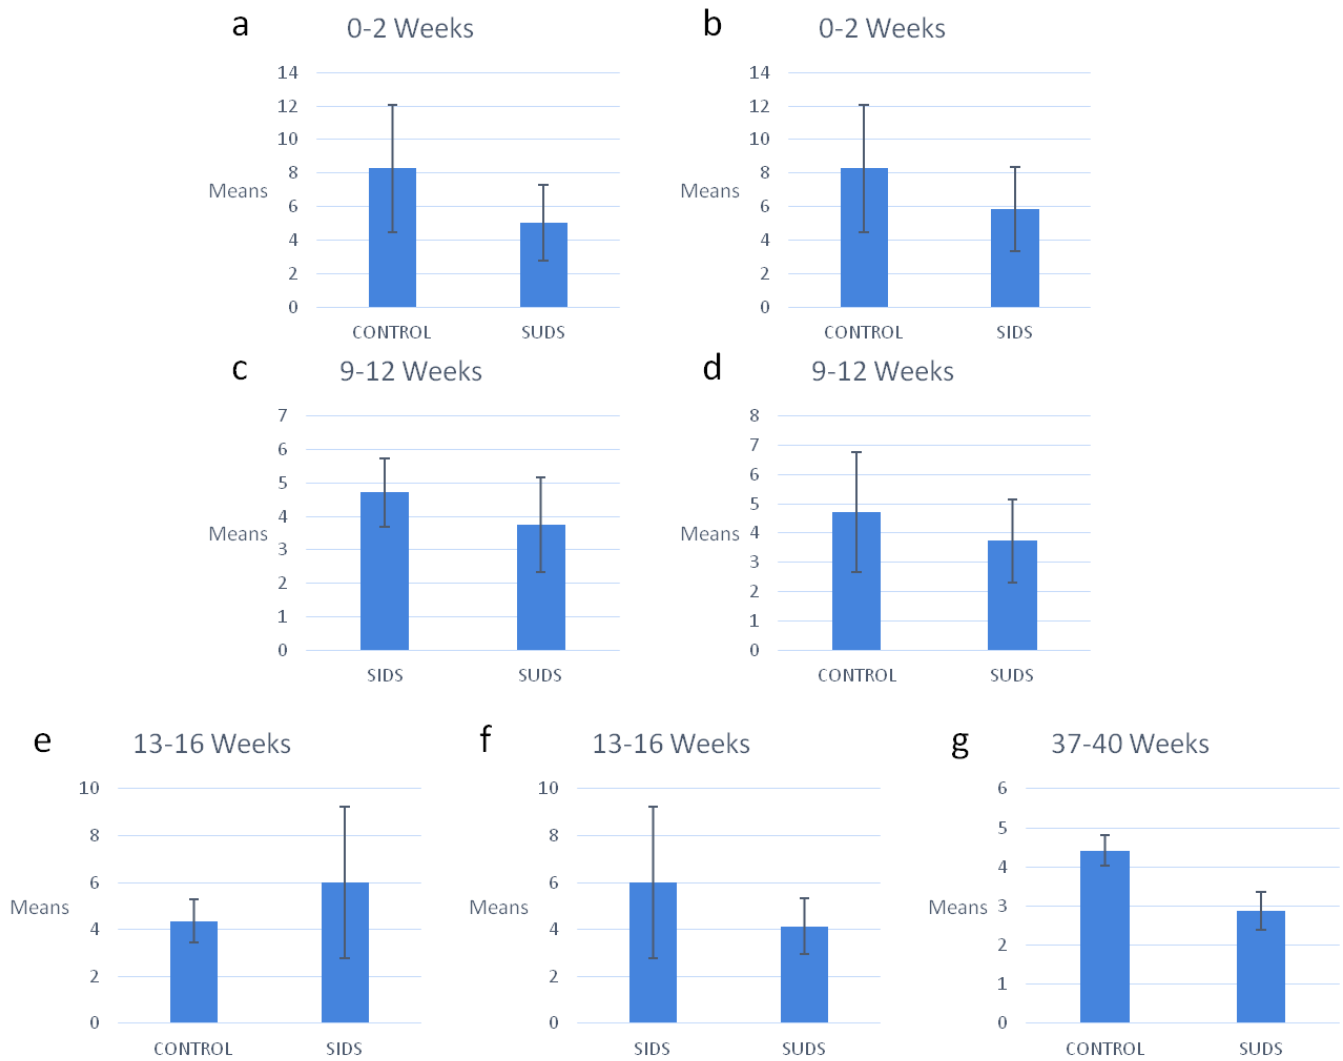 a 0-2 Weeks
14
12
10
8
Means
6
4
2
0
CONTROL SUDS
b 0-2 Weeks
14
12
10
8
Means
6
4
2
0
CONTROL SIDS
c 9-12 Weeks
7
6
5
4
Means
3
2
1
0
SIDS SUDS
d 9-12 Weeks
8
7
6
5
4
Means
3
2
1
0
CONTROL SUDS
e 13-16 Weeks
10
8
6
Means
4
2
0
CONTROL SIDS
f 13-16 Weeks
10
8
6
Means
4
2
0
SIDS SUDS
g 37-40 Weeks
6
5
4
3
Means
2
1
0
CONTROL SUDS